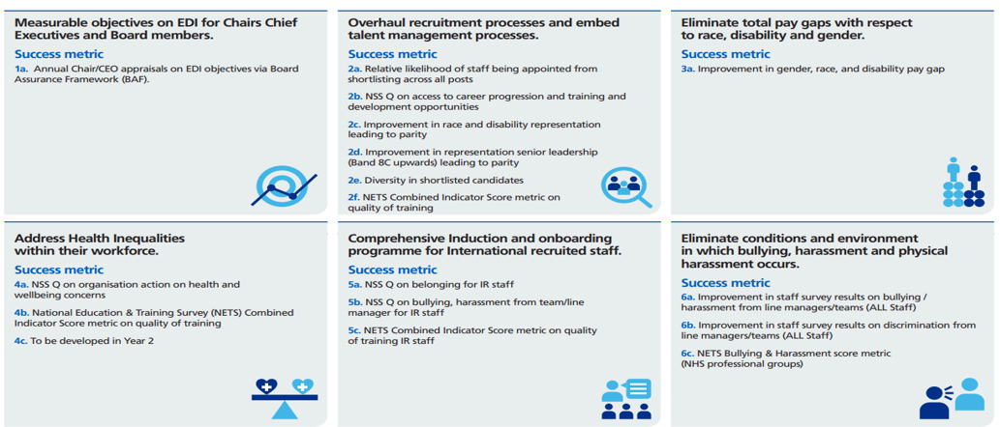 Measurable objectives on EDI for Chairs Chief
Executives and Board members.
Success metric
1a. Annual Chair/CEO appraisals on EDI objectives via Board
Assurance Framework (BAF).
Overhaul recruitment processes and embed
talent management processes.
Success metric
2a. Relative likelihood of staff being appointed from
shortlisting across all posts
2b. NSS Q on access to career progression and training and
development opportunities
2c. Improvement in race and disability representation
leading to parity
2d. Improvement in representation senior leadership
(Band 8C upwards) leading to parity
2e. Diversity in shortlisted candidates
2f. NETS Combined Indicator Score metric on
quality of training
Eliminate total pay gaps with respect
to race, disability and gender.
Success metric
3a. Improvement in gender, race, and disability pay gap
Address Health Inequalities
within their workforce.
Success metric
4a. NSS Q on organisation action on health and
wellbeing concerns
4b. National Education & Training Survey (NETS) Combined
Indicator Score metric on quality of training
4c. To be developed in Year 2
Comprehensive Induction and onboarding
programme for International recruited staff.
Success metric
5a. NSS Q on belonging for IR staff
5b. NSS Q on bullying, harassment from team/line
manager for IR staff
5c. NETS Combined Indicator Score metric on quality
of training IR staff
Eliminate conditions and environment
in which bullying, harassment and physical
harassment occurs.
Success metric
6a. Improvement in staff survey results on bullying /
harassment from line managers/teams (ALL Staff)
6b. Improvement in staff survey results on discrimination from
line managers/teams (ALL Staff)
6c. NETS Bullying & Harassment score metric
(NHS professional groups)